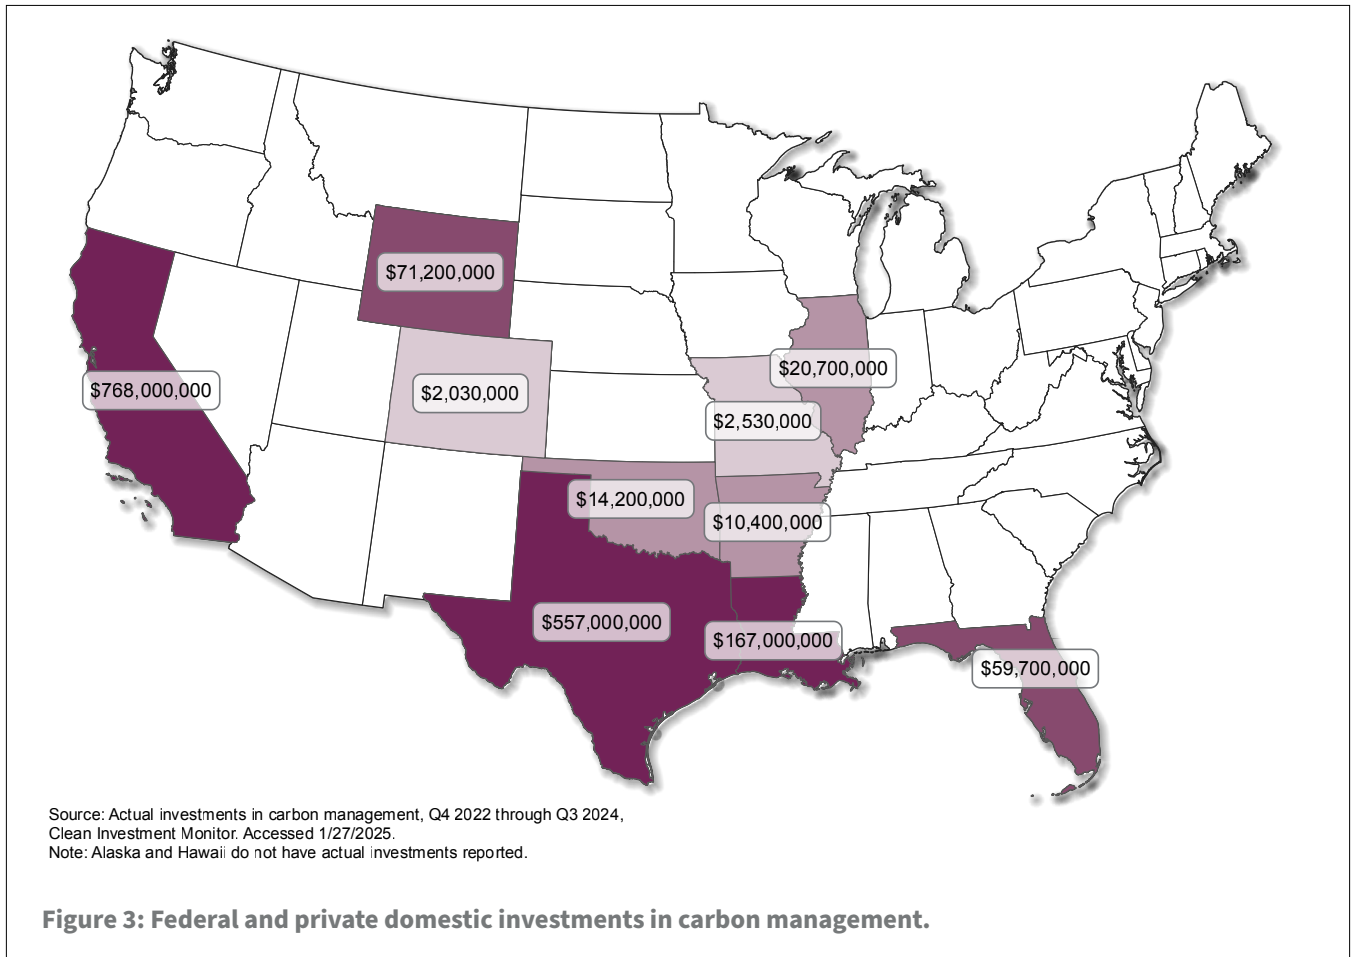 $71,200,000
$20,700,000
$768,000,000
$2,030,000
$2,530,000
$14,200,000
$10,400,000
$557,000,000
$167,000,000
$59,700,000
Source: Actual investments in carbon management, Q4 2022 through Q3 2024,
Clean Investment Monitor. Accessed 1/27/2025.
Note: Alaska and Hawaii do not have actual investments reported.
Figure 3: Federal and private domestic investments in carbon management.